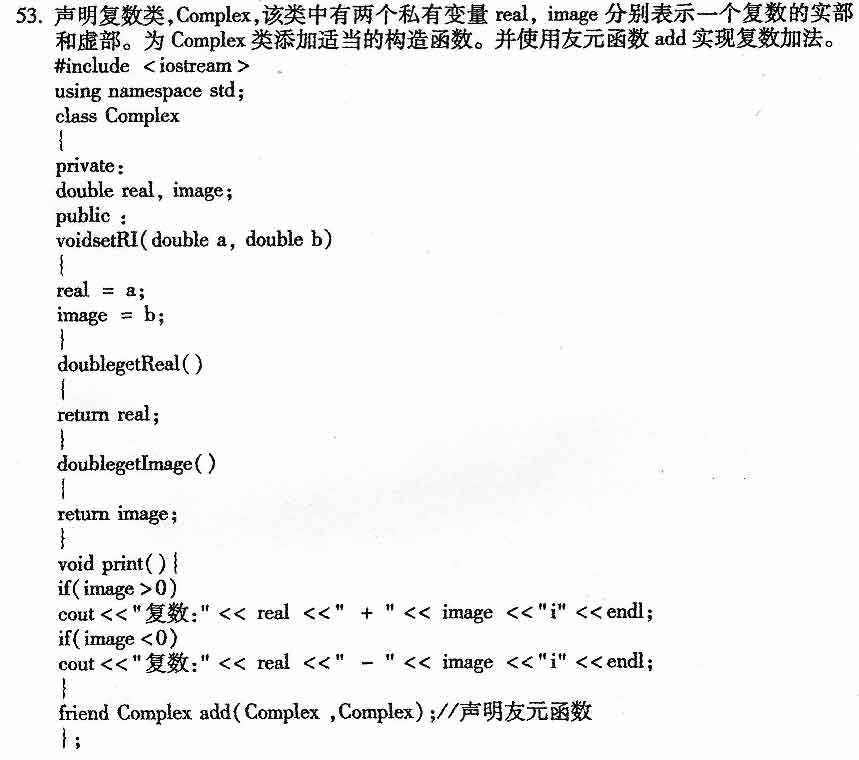 53. 声明复数类,Complex,该类中有两个私有变量 real, image 分别表示一个复数的实部
和虚部。为 Complex 类添加适当的构造函数。并使用友元函数 add 实现复数加法。
#include <iostream>
using namespace std;
class Complex
{
private:
double real, image;
public :
voidsetRI(double a, double b)
{
real = a;
image = b;
}
doublegetReal()
{
return real;
}
doublegetImage()
{
return image;
}
void print(){
if(image>0)
cout<<"复数:"<< real <<" + "<< image <<"i"<<endl;
if(image<0)
cout<<"复数:"<< real <<" - "<< image <<"i"<<endl;
}
friend Complex add(Complex ,Complex);//声明友元函数
};